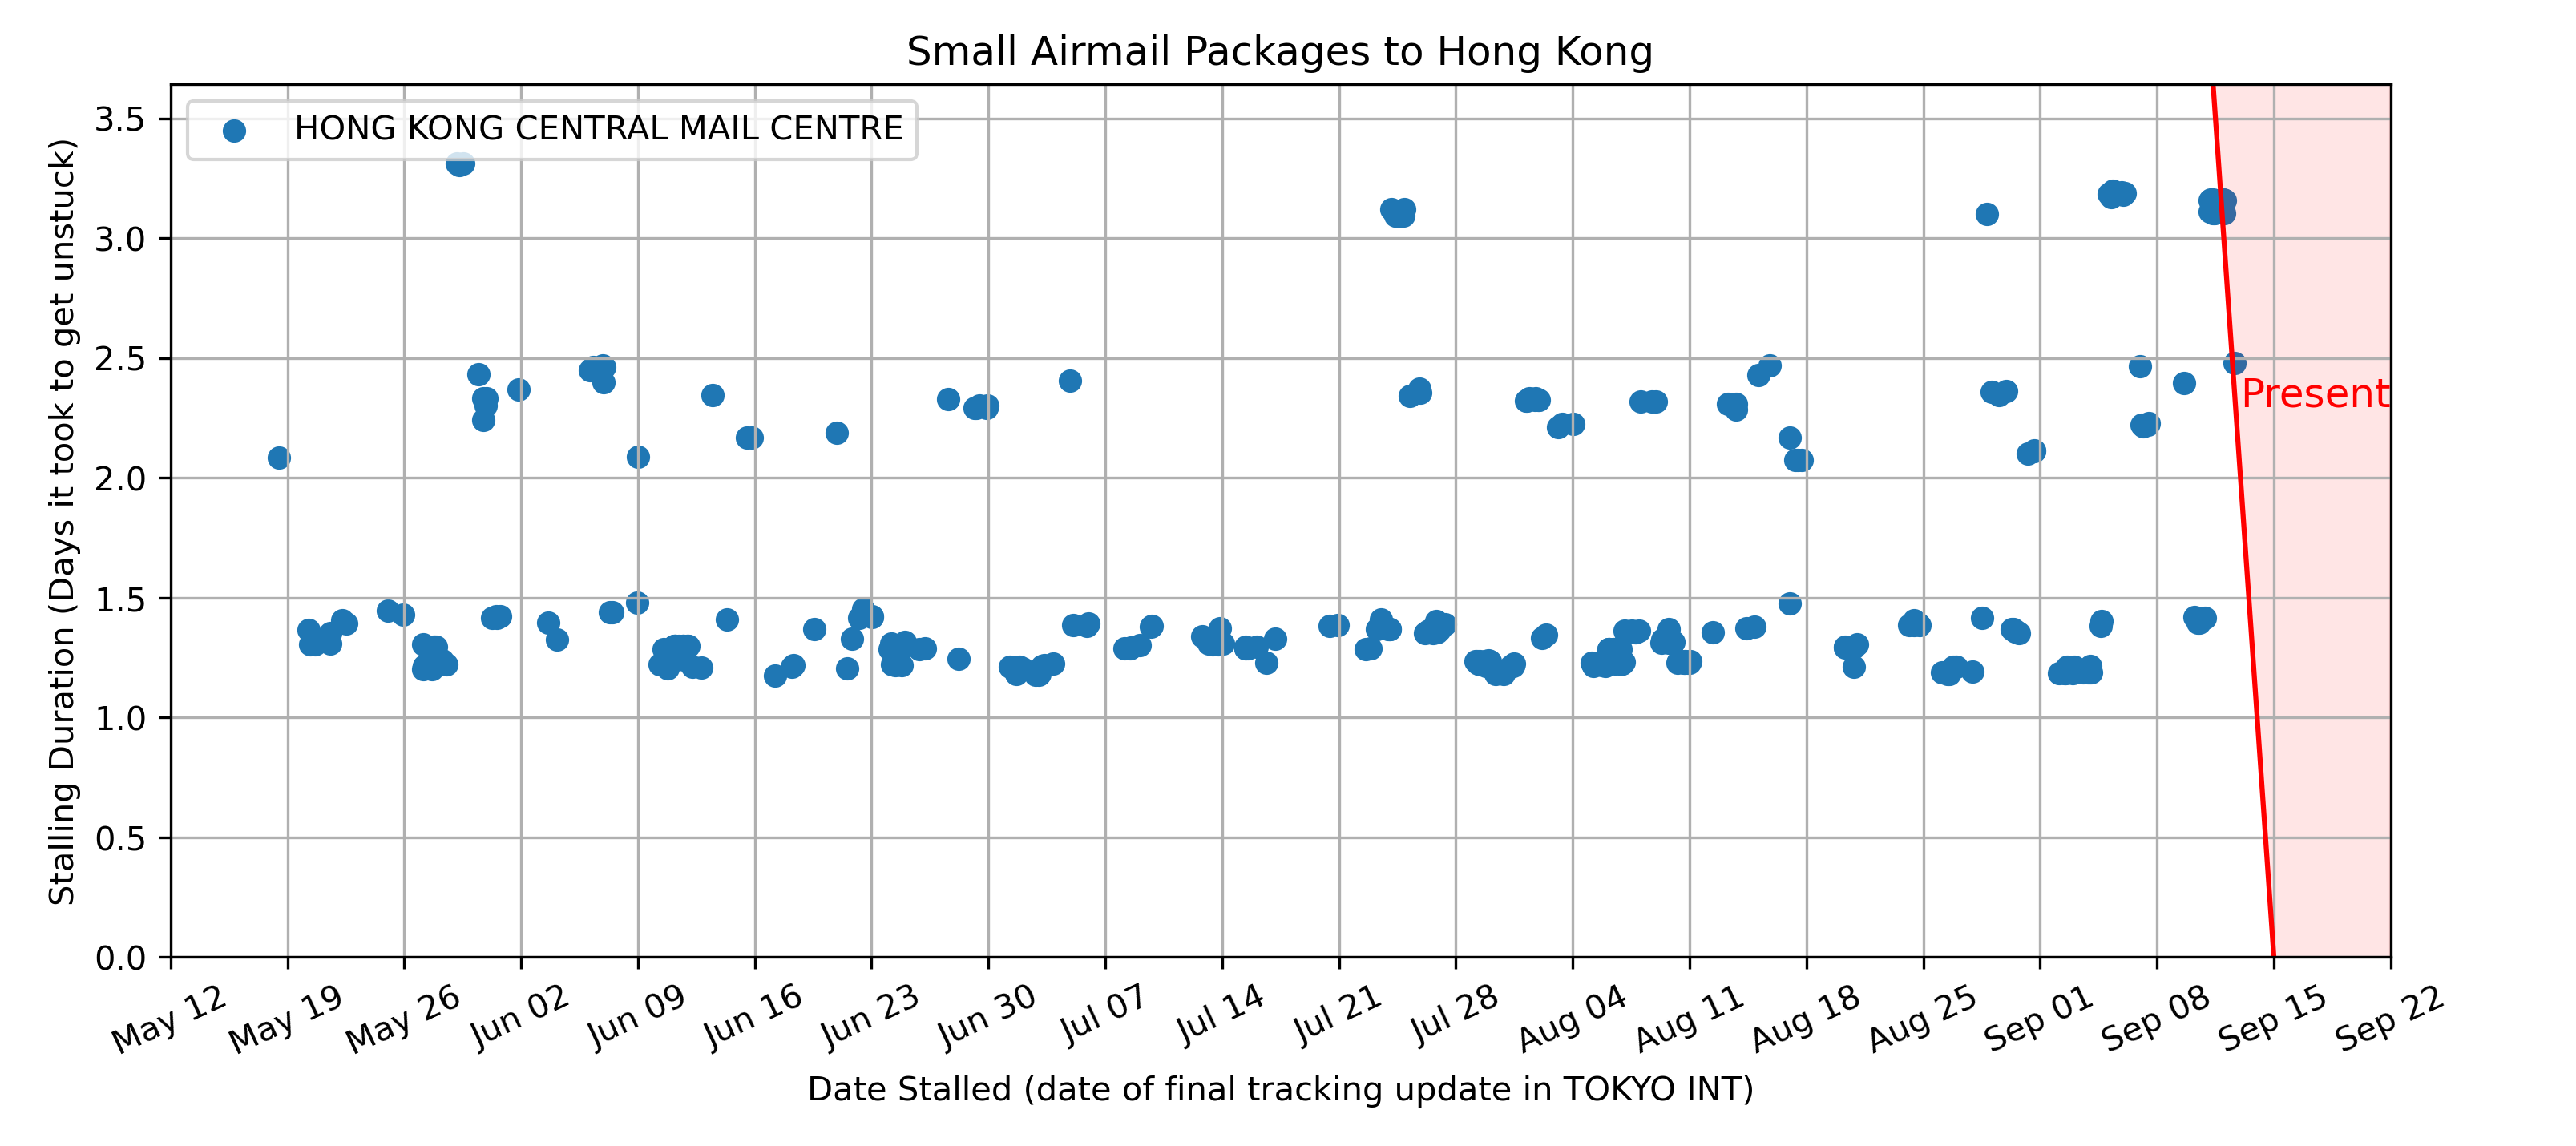 Small Airmail Packages to Hong Kong
HONG KONG CENTRAL MAIL CENTRE
Stalling Duration (Days it took to get unstuck)
3.5
3.0
2.5
2.0
1.5
1.0
0.5
0.0
Present
May 12
May 19
May 26
Jun 02
Jun 09
Jun 16
Jun 23
Jun 30
Jul 07
Jul 14
Jul 21
Jul 28
Aug 04
Aug 11
Aug 18
Aug 25
Sep 01
Sep 08
Sep 15
Sep 22
Date Stalled (date of final tracking update in TOKYO INT)